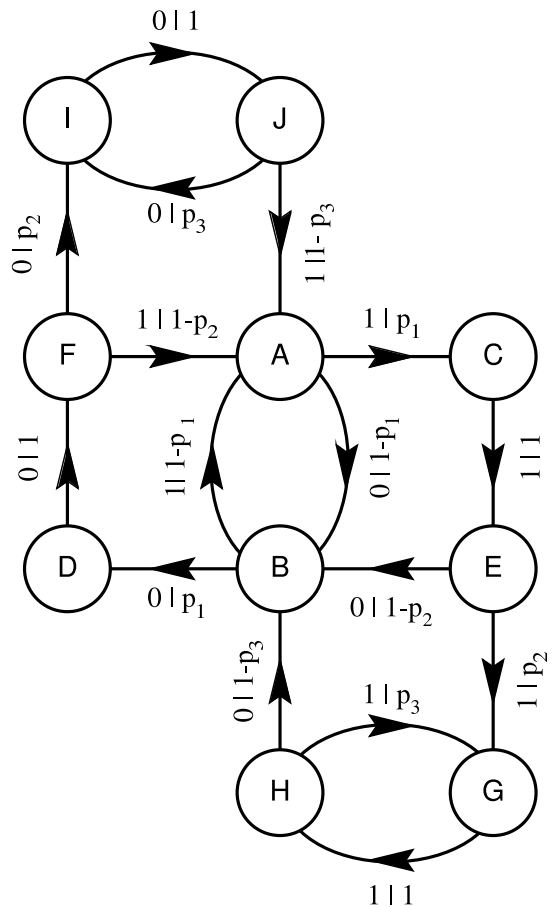 0 | 1
I
J
0 | p₃
0 | p₂
1 | 1- p₃
1 | 1-p₂
1 | p₁
F
A
C
0 | 1
1 | 1-p₁
0 | 1-p₁
1 | 1
D
B
E
0 | p₁
0 | 1-p₂
0 | 1-p₃
1 | p₂
1 | p₃
H
G
1 | 1